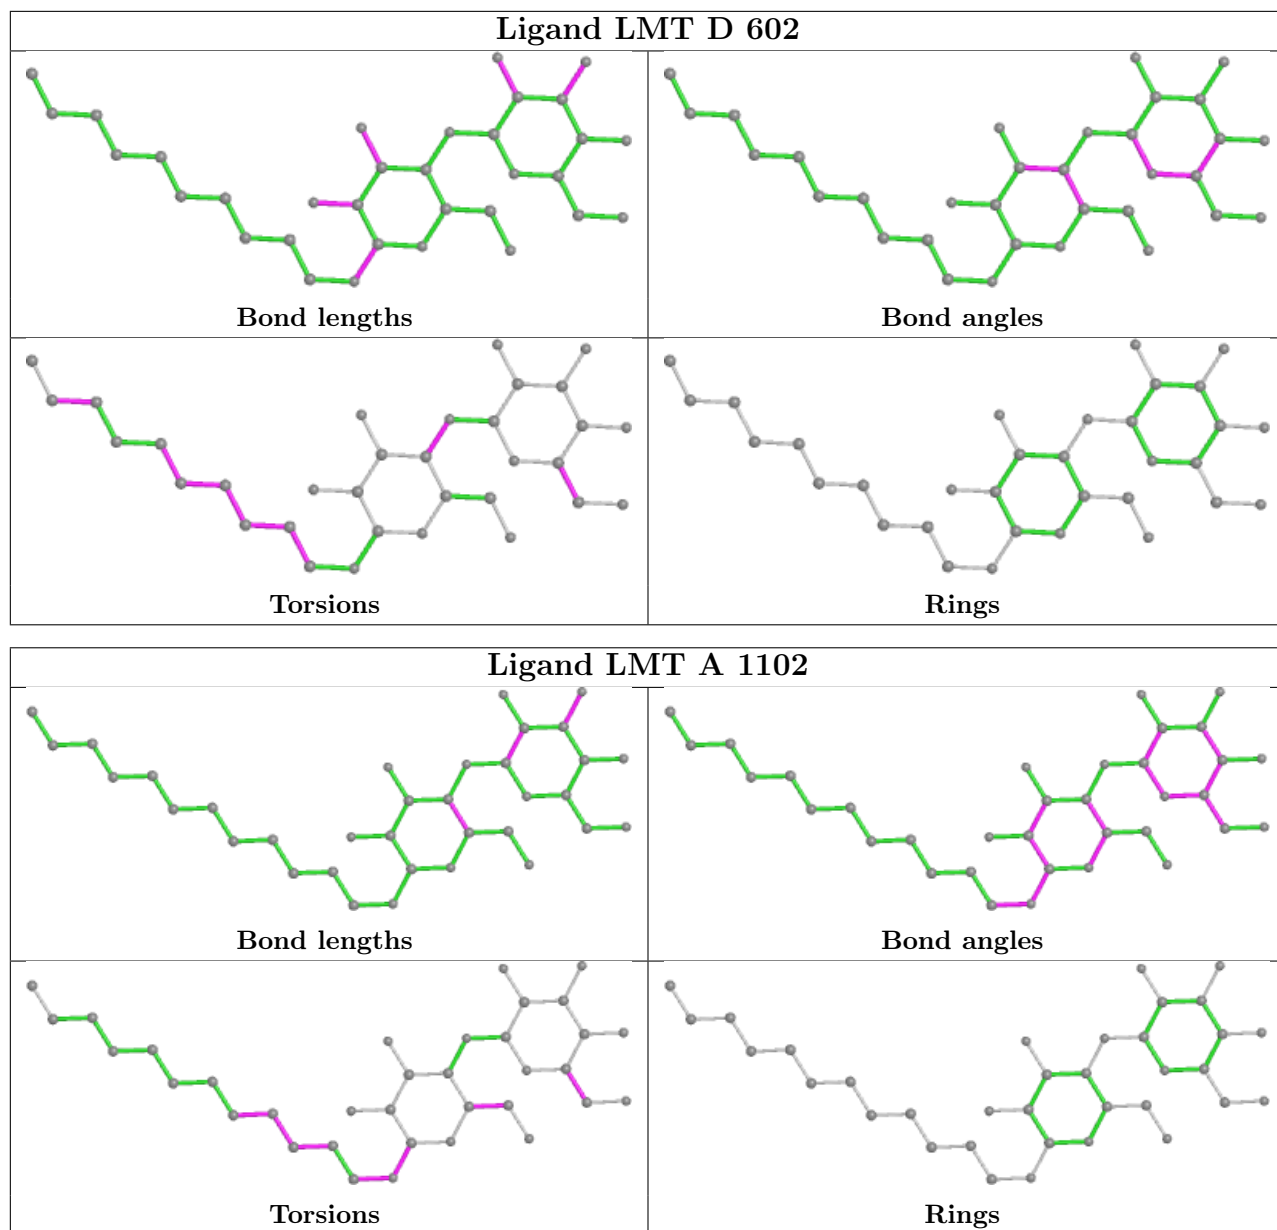 Ligand LMT D 602
Bond lengths
Bond angles
Torsions
Rings
Ligand LMT A 1102
Bond lengths
Bond angles
Torsions
Rings